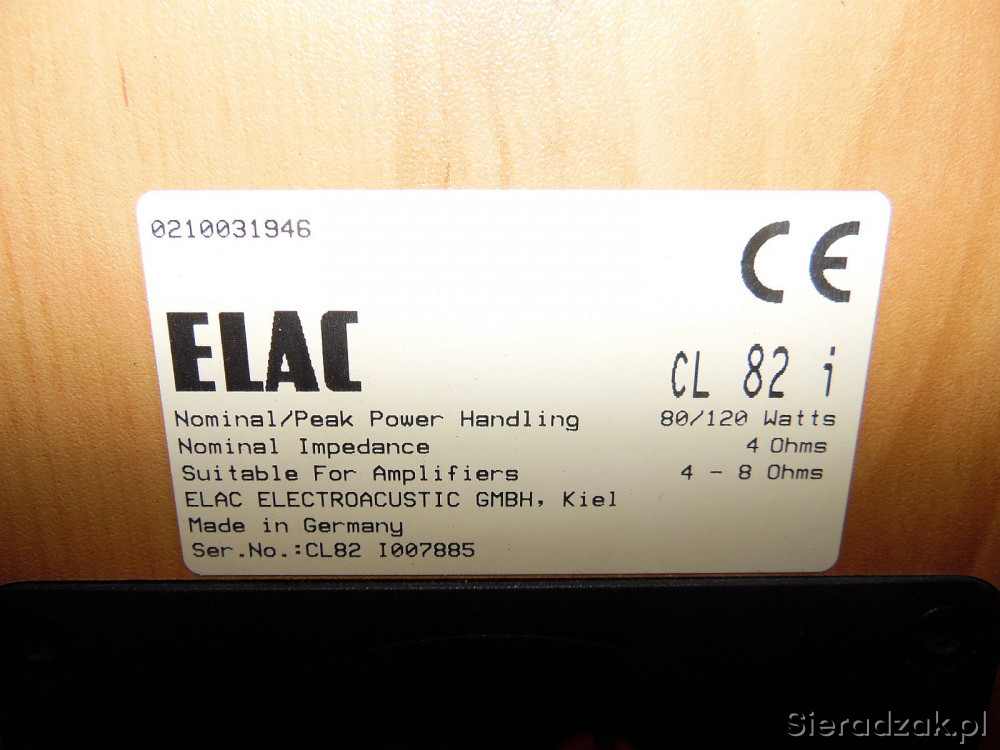 0210031946
CE
ELAC
CL 82 i
Nominal/Peak Power Handling 80/120 Watts
Nominal Impedance 4 Ohms
Suitable For Amplifiers 4 - 8 Ohms
ELAC ELECTROACUSTIC GMBH, Kiel
Made in Germany
Ser.No.:CL82 I007885
Sieradzak.pl